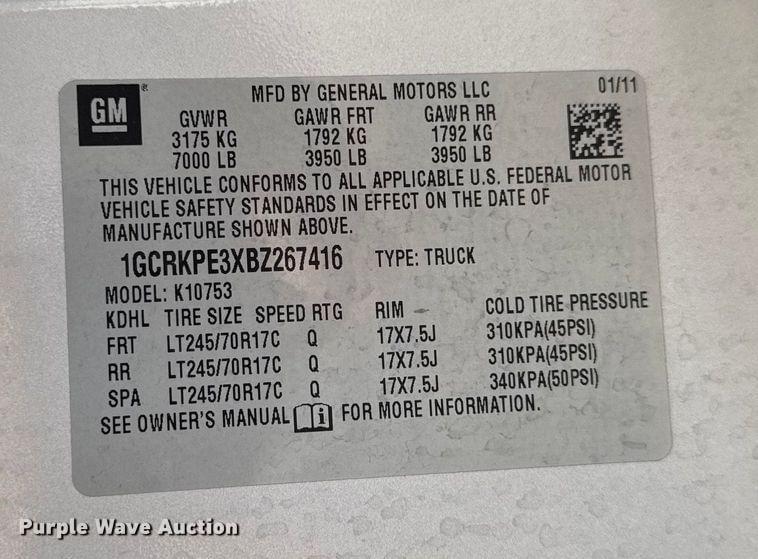 GM ®
MFD BY GENERAL MOTORS LLC 01/11
GVWR GAWR FRT GAWR RR
3175 KG 1792 KG 1792 KG
7000 LB 3950 LB 3950 LB
THIS VEHICLE CONFORMS TO ALL APPLICABLE U.S. FEDERAL MOTOR
VEHICLE SAFETY STANDARDS IN EFFECT ON THE DATE OF
MANUFACTURE SHOWN ABOVE.
1GCRKPE3XBZ267416 TYPE: TRUCK
MODEL: K10753
KDHL TIRE SIZE SPEED RTG RIM COLD TIRE PRESSURE
FRT LT245/70R17C Q 17X7.5J 310KPA(45PSI)
RR LT245/70R17C Q 17X7.5J 310KPA(45PSI)
SPA LT245/70R17C Q 17X7.5J 340KPA(50PSI)
SEE OWNER'S MANUAL i FOR MORE INFORMATION.
Purple Wave Auction